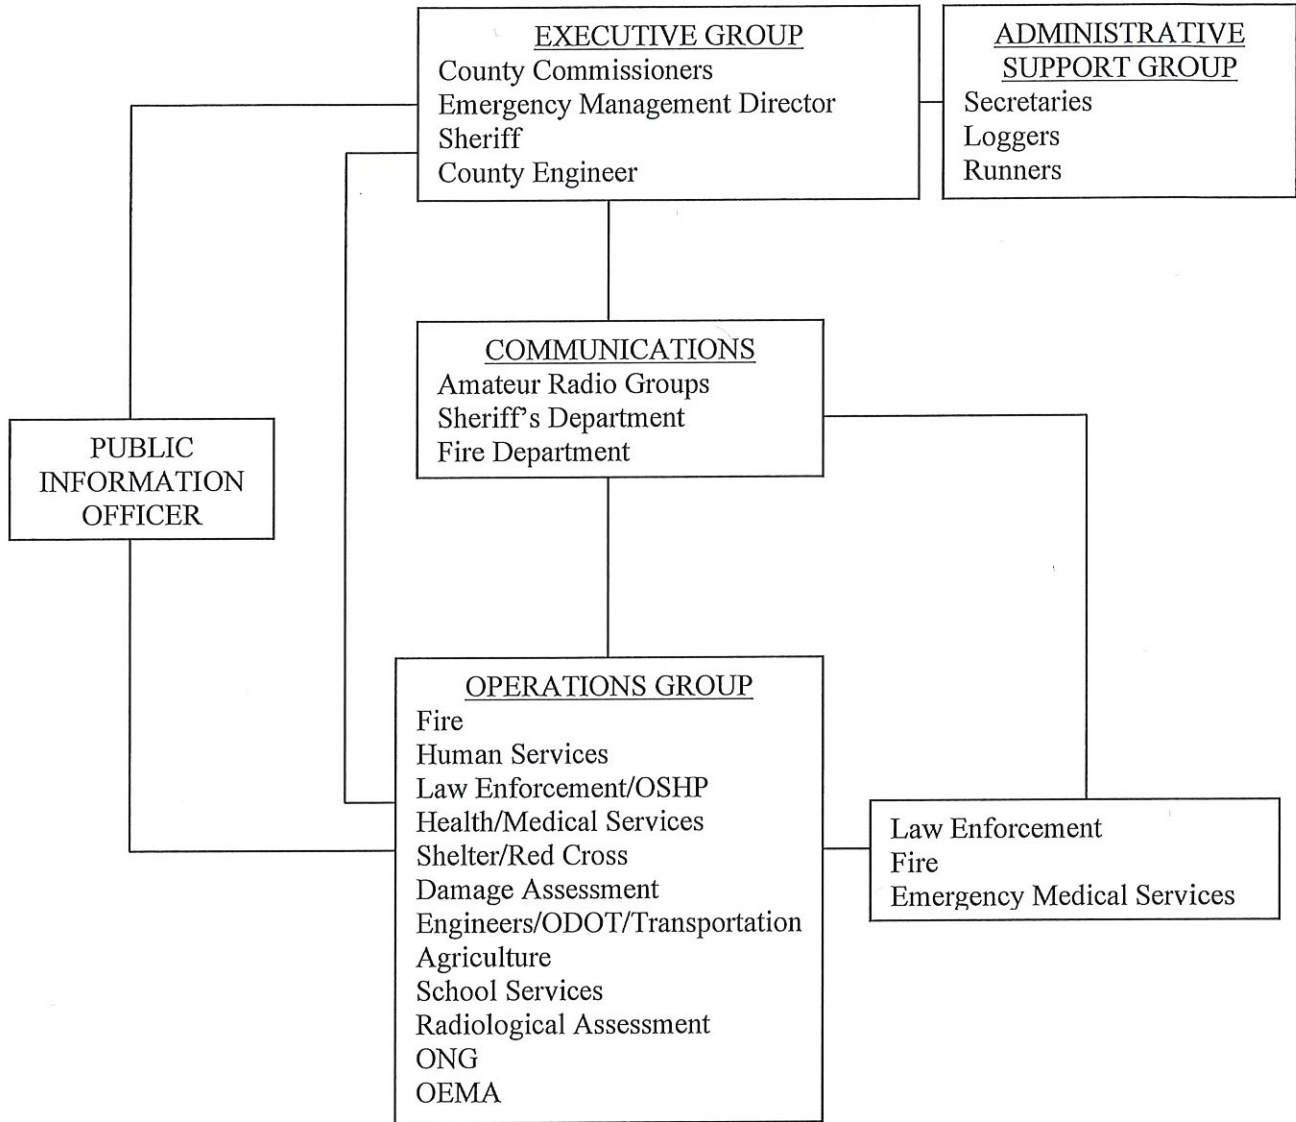 EXECUTIVE GROUP
County Commissioners
Emergency Management Director
Sheriff
County Engineer
ADMINISTRATIVE
SUPPORT GROUP
Secretaries
Loggers
Runners
COMMUNICATIONS
Amateur Radio Groups
Sheriff’s Department
Fire Department
PUBLIC
INFORMATION
OFFICER
OPERATIONS GROUP
Fire
Human Services
Law Enforcement/OSHP
Health/Medical Services
Shelter/Red Cross
Damage Assessment
Engineers/ODOT/Transportation
Agriculture
School Services
Radiological Assessment
ONG
OEMA
Law Enforcement
Fire
Emergency Medical Services